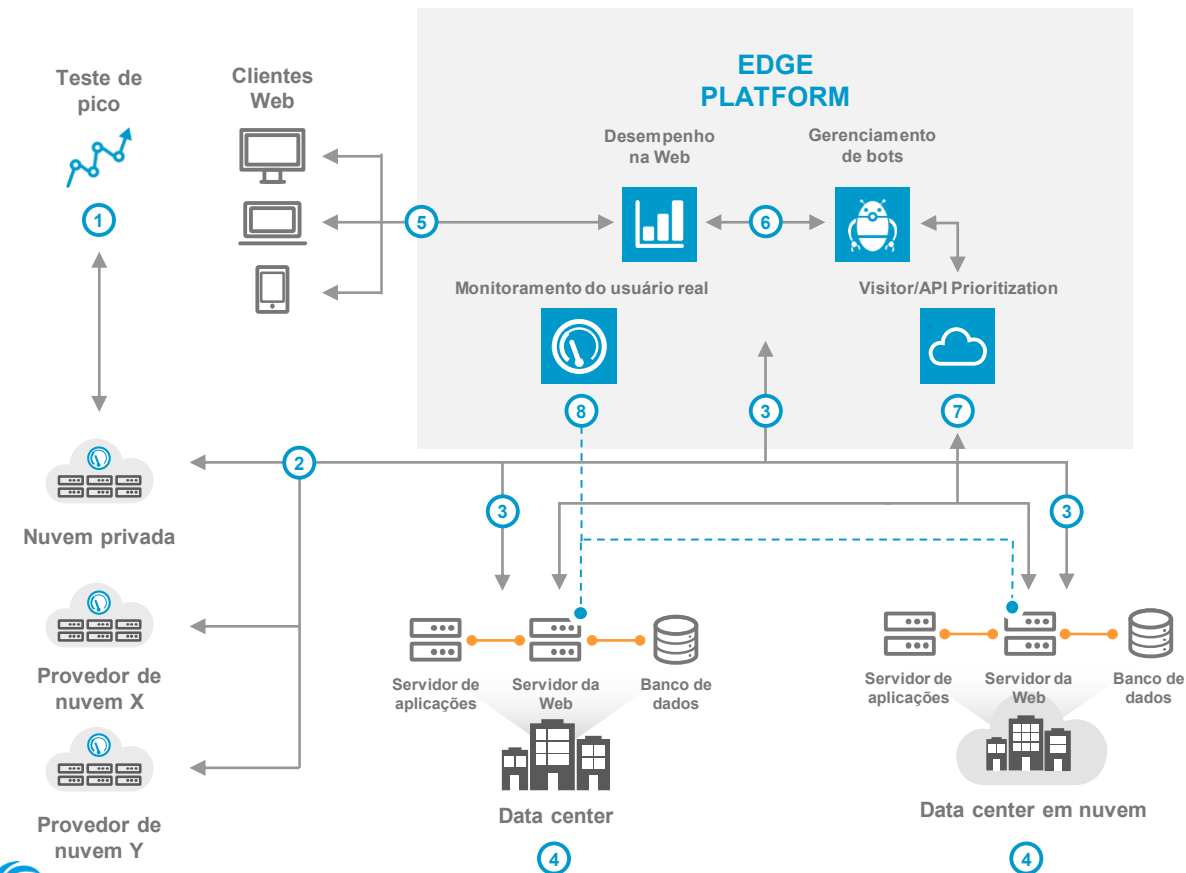 Teste de
pico
1
Clientes
Web
EDGE
PLATFORM
Desempenho
na Web
Gerenciamento
de bots
5
6
Monitoramento do usuário real
Visitor/API Prioritization
8
3
7
2
3
3
Nuvem privada
Provedor de
nuvem X
Provedor de
nuvem Y
Servidor de
aplicações
Servidor da
Web
Banco de
dados
Data center
4
Servidor de
aplicações
Servidor da
Web
Banco de
dados
Data center em nuvem
4